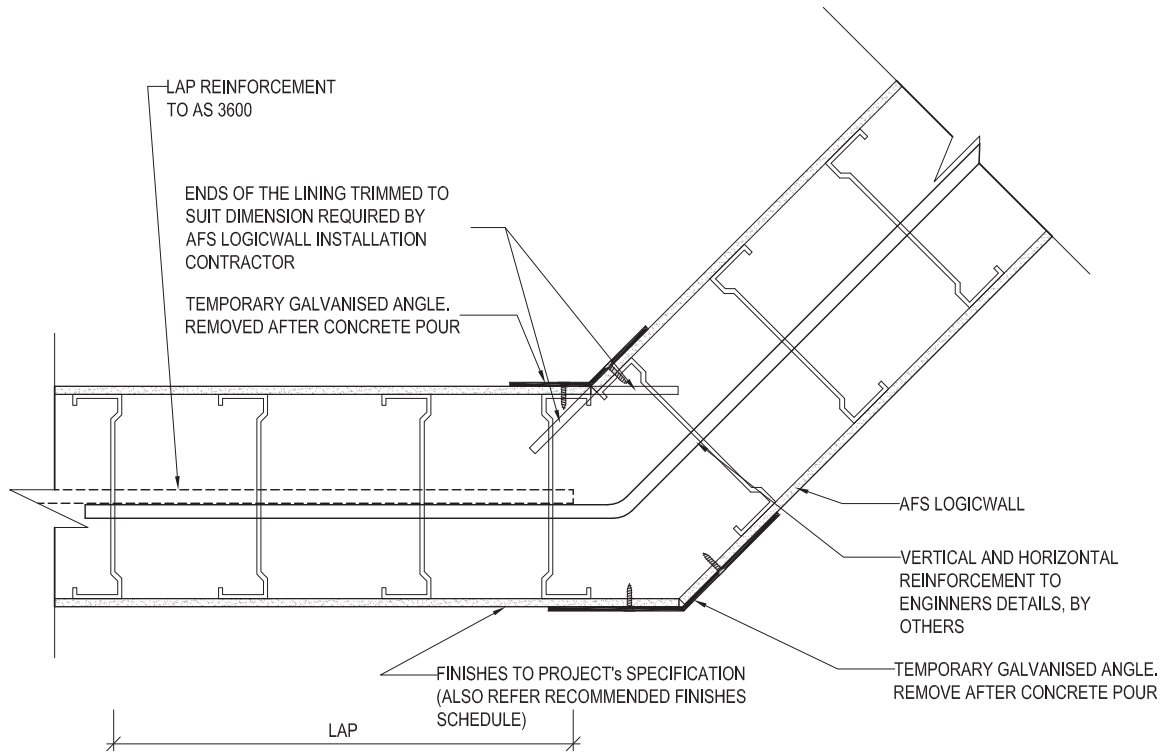 LAP REINFORCEMENT
TO AS 3600
ENDS OF THE LINING TRIMMED TO
SUIT DIMENSION REQUIRED BY
AFS LOGICWALL INSTALLATION
CONTRACTOR
TEMPORARY GALVANISED ANGLE.
REMOVED AFTER CONCRETE POUR
AFS LOGICWALL
VERTICAL AND HORIZONTAL
REINFORCEMENT TO
ENGINNERS DETAILS, BY
OTHERS
TEMPORARY GALVANISED ANGLE.
REMOVE AFTER CONCRETE POUR
FINISHES TO PROJECT's SPECIFICATION
(ALSO REFER RECOMMENDED FINISHES
SCHEDULE)
LAP